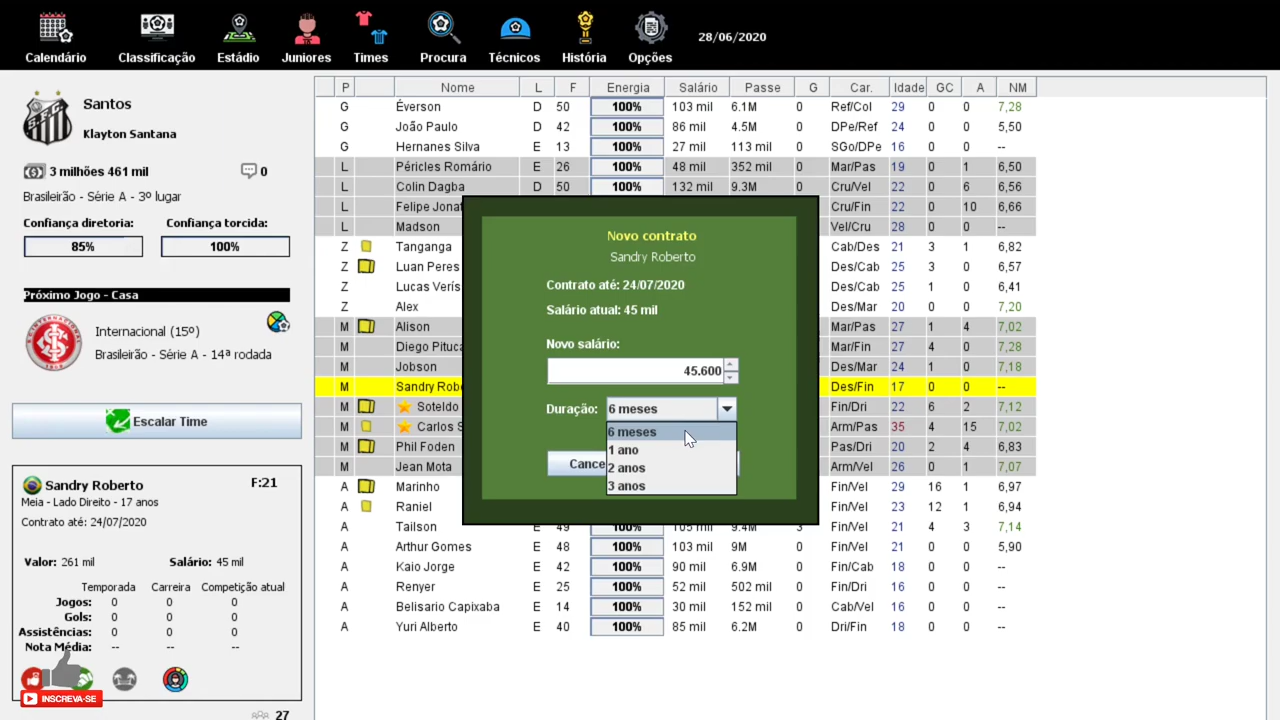 Calendário Classificação Estádio Juniores Times Procura Técnicos História Opções 28/06/2020
Santos
Klayton Santana
3 milhões 461 mil 0
Brasileirão - Série A - 3º lugar
Confiança diretoria: Confiança torcida:
85% 100%
Próximo Jogo - Casa
Internacional (15º)
Brasileirão - Série A - 14ª rodada
Escalar Time
Sandry Roberto F:21
Meia - Lado Direito - 17 anos
Contrato até: 24/07/2020
Valor: 261 mil Salário: 45 mil
Temporada Carreira Competição atual
Jogos: 0 0 0
Gols: 0 0 0
Assistências: 0 0 0
Nota Média: -- -- --
INSCREVA-SE
27
P Nome L F Energia Salário Passe G Car. Idade GC A NM
G Éverson D 50 100% 103 mil 6.1M 0 Ref/Col 29 0 0 7,28
G João Paulo D 42 100% 86 mil 4.5M 0 DPe/Ref 24 0 0 5,50
G Hernanes Silva E 13 100% 27 mil 113 mil 0 SGo/DPe 16 0 0 --
L Péricles Romário E 26 100% 48 mil 352 mil 0 Mar/Pas 19 0 1 6,50
L Colin Dagba D 50 100% 132 mil 9.3M 0 Cru/Vel 22 0 6 6,56
L Felipe Jonat Cru/Fin 22 0 10 6,66
L Madson Vel/Cru 28 0 0 --
Z Tanganga Cab/Des 21 3 1 6,82
Z Luan Peres Des/Cab 25 3 0 6,57
Z Lucas Verís Des/Cab 25 1 0 6,41
Z Alex Des/Mar 20 0 0 7,20
M Alison Mar/Pas 27 1 4 7,02
M Diego Pituca Mar/Fin 27 4 0 7,28
M Jobson Des/Mar 24 1 0 7,18
M Sandry Robe Des/Fin 17 0 0 --
M Soteldo Fin/Dri 22 6 2 7,12
M Carlos S Arm/Pas 35 4 15 7,02
M Phil Foden Pas/Dri 20 2 4 6,83
M Jean Mota Arm/Vel 26 0 0 7,07
A Marinho Fin/Vel 29 16 1 6,97
A Raniel Fin/Vel 23 12 1 6,94
A Tailson E 49 100% 105 mil 9.4M 3 Fin/Vel 21 4 3 7,14
A Arthur Gomes E 48 100% 103 mil 9M 0 Fin/Vel 21 0 0 5,90
A Kaio Jorge E 42 100% 90 mil 6.9M 0 Fin/Cab 18 0 0 --
A Renyer E 25 100% 52 mil 502 mil 0 Fin/Dri 16 0 0 --
A Belisario Capixaba E 14 100% 30 mil 152 mil 0 Cab/Vel 16 0 0 --
A Yuri Alberto E 40 100% 85 mil 6.2M 0 Dri/Fin 18 0 0 --
Novo contrato
Sandry Roberto
Contrato até: 24/07/2020
Salário atual: 45 mil
Novo salário:
45.600
Duração: 6 meses
6 meses
1 ano
2 anos
3 anos
Cance